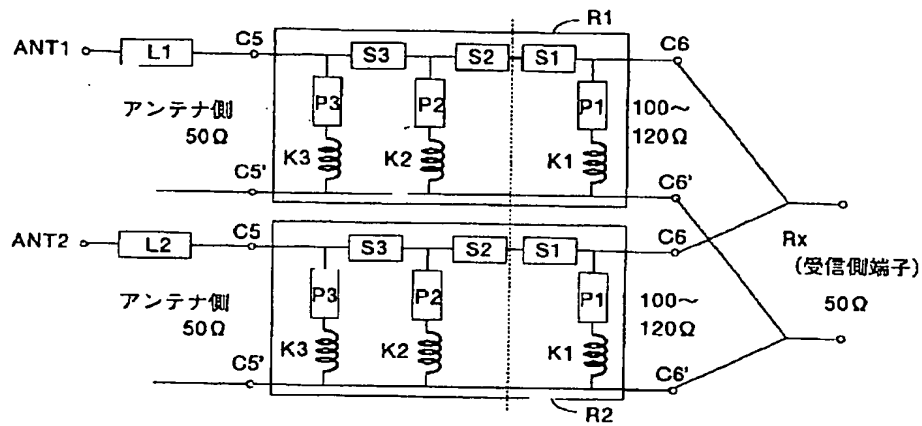 R1
ANT1
L1
C5
S3
S2
S1
C6
アンテナ側
50Ω
P3
P2
P1
100～
120Ω
K3
K2
K1
C5'
C6'
ANT2
L2
C5
S3
S2
S1
C6
Rx
(受信側端子)
50Ω
アンテナ側
50Ω
P3
P2
P1
100～
120Ω
K3
K2
K1
C5'
C6'
R2